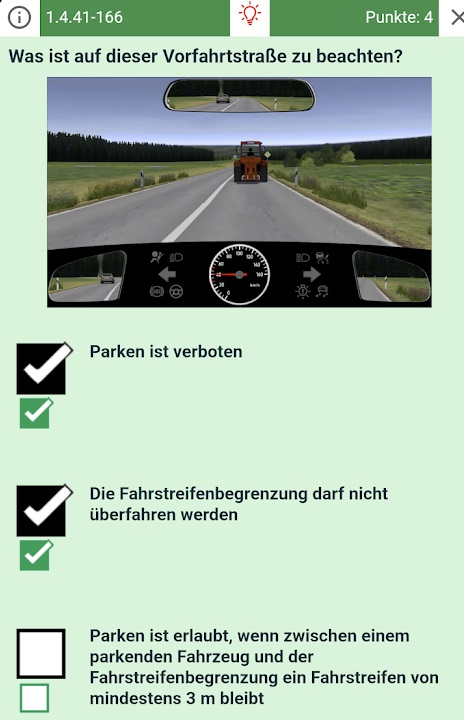 1.4.41-166
Punkte: 4
Was ist auf dieser Vorfahrtstraße zu beachten?
Parken ist verboten
Die Fahrstreifenbegrenzung darf nicht
überfahren werden
Parken ist erlaubt, wenn zwischen einem
parkenden Fahrzeug und der
Fahrstreifenbegrenzung ein Fahrstreifen von
mindestens 3 m bleibt